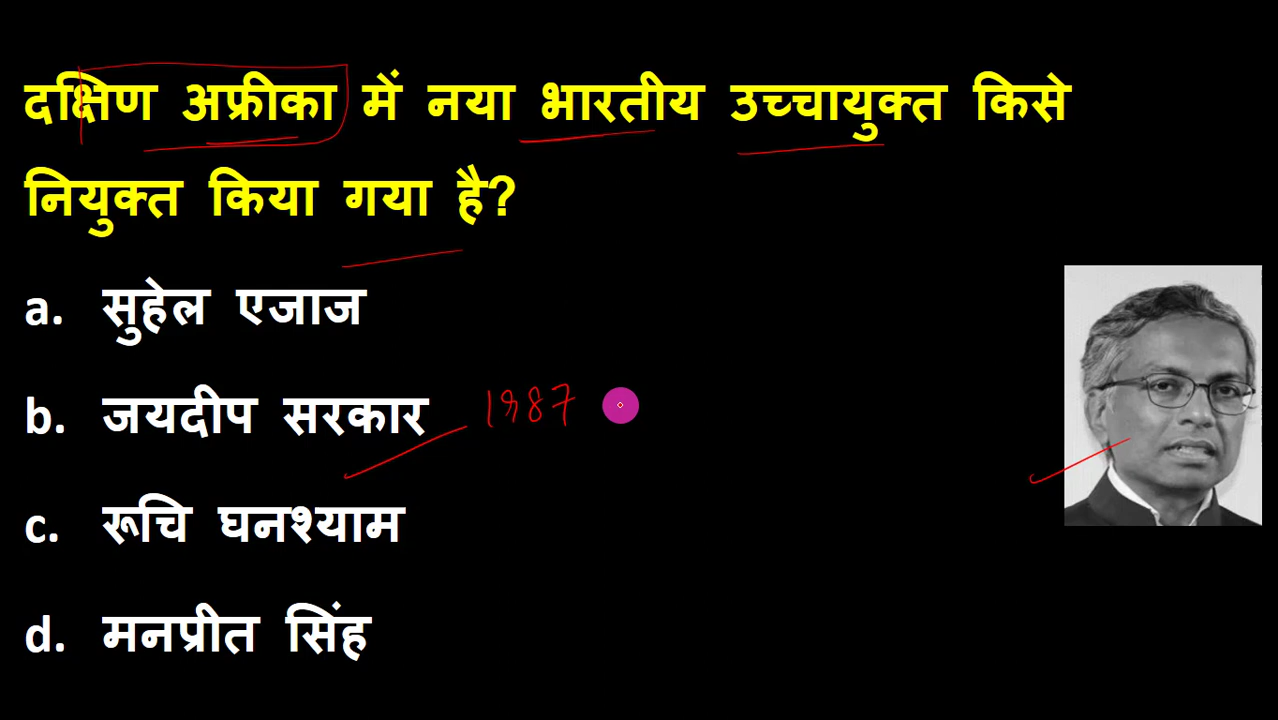 दक्षिण अफ्रीका में नया भारतीय उच्चायुक्त किसे
नियुक्त किया गया है?
a. सुहेल एजाज
b. जयदीप सरकार 1987
c. रूचि घनश्याम
d. मनप्रीत सिंह